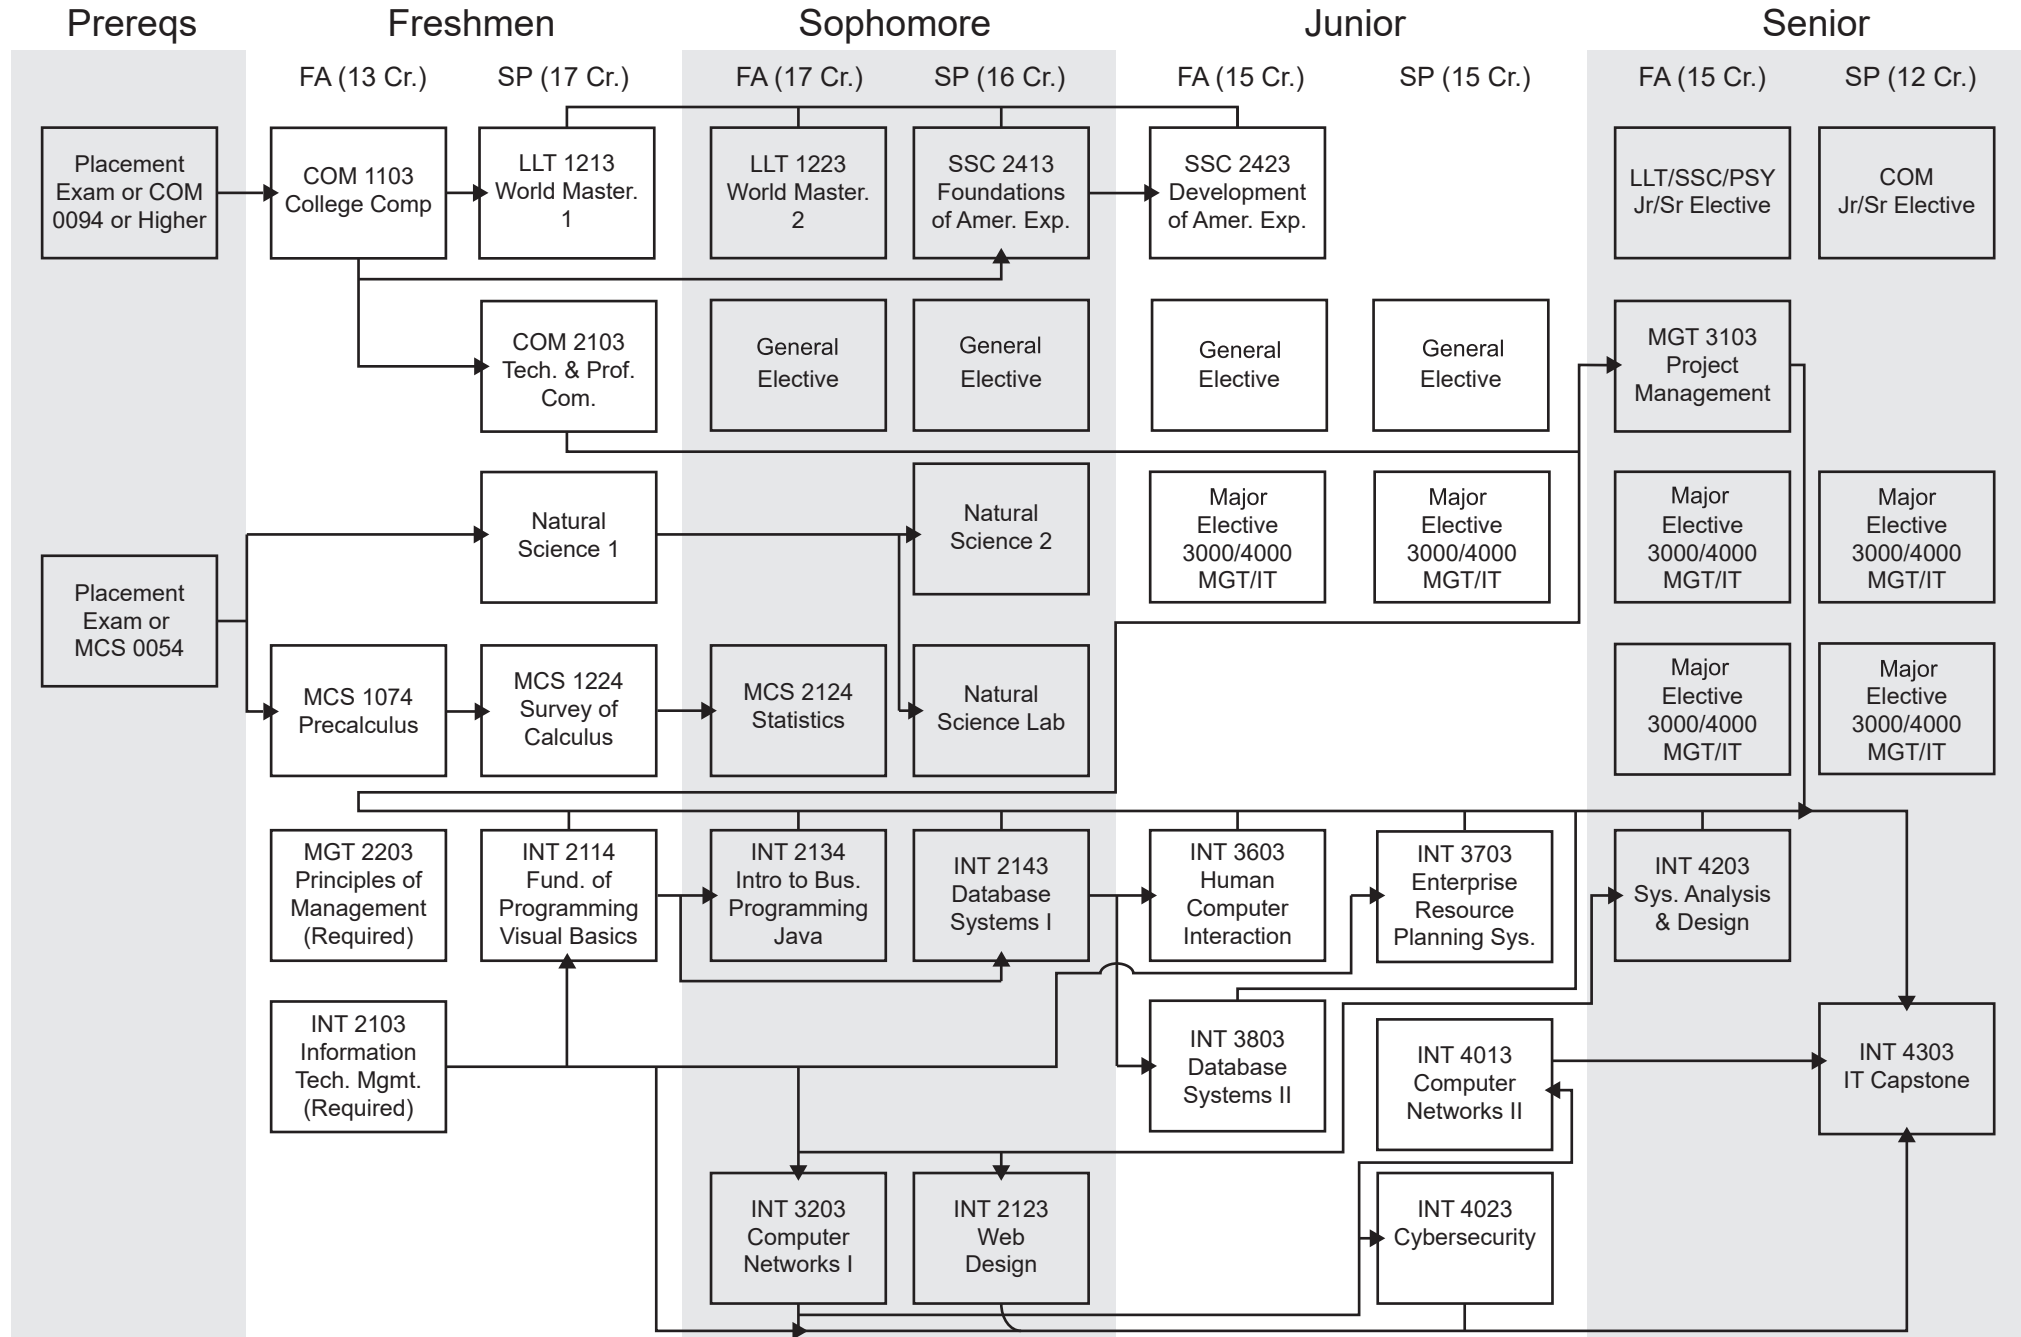 Prereqs
Freshmen
Sophomore
Junior
Senior
FA (13 Cr.)
SP (17 Cr.)
FA (17 Cr.)
SP (16 Cr.)
FA (15 Cr.)
SP (15 Cr.)
FA (15 Cr.)
SP (12 Cr.)
Placement
Exam or COM
0094 or Higher
COM 1103
College Comp
LLT 1213
World Master.
1
LLT 1223
World Master.
2
SSC 2413
Foundations
of Amer. Exp.
SSC 2423
Development
of Amer. Exp.
LLT/SSC/PSY
Jr/Sr Elective
COM
Jr/Sr Elective
COM 2103
Tech. & Prof.
Com.
General
Elective
General
Elective
General
Elective
General
Elective
MGT 3103
Project
Management
Natural
Science 1
Natural
Science 2
Major
Elective
3000/4000
MGT/IT
Major
Elective
3000/4000
MGT/IT
Major
Elective
3000/4000
MGT/IT
Major
Elective
3000/4000
MGT/IT
Placement
Exam or
MCS 0054
MCS 1074
Precalculus
MCS 1224
Survey of
Calculus
MCS 2124
Statistics
Natural
Science Lab
Major
Elective
3000/4000
MGT/IT
Major
Elective
3000/4000
MGT/IT
MGT 2203
Principles of
Management
(Required)
INT 2114
Fund. of
Programming
Visual Basics
INT 2134
Intro to Bus.
Programming
Java
INT 2143
Database
Systems I
INT 3603
Human
Computer
Interaction
INT 3703
Enterprise
Resource
Planning Sys.
INT 4203
Sys. Analysis
& Design
INT 2103
Information
Tech. Mgmt.
(Required)
INT 3803
Database
Systems II
INT 4013
Computer
Networks II
INT 4303
IT Capstone
INT 3203
Computer
Networks I
INT 2123
Web
Design
INT 4023
Cybersecurity